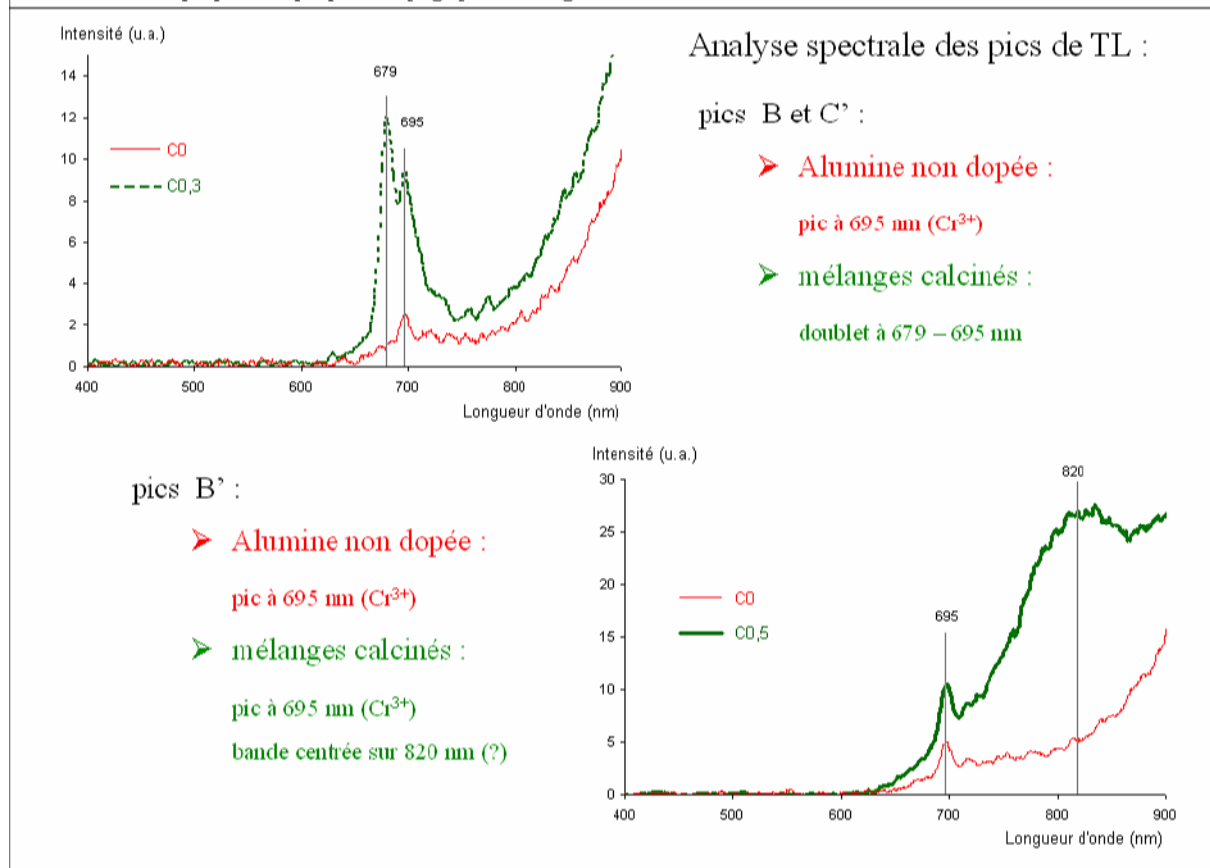 Intensité (u.a.)
14
12
10
8
6
4
2
0
679
695
C0
C0,3
400
500
600
700
800
900
Longueur d'onde (nm)
Analyse spectrale des pics de TL :
pics B et C’ :
➢ Alumine non dopée :
pic à 695 nm (Cr³⁺)
➢ mélanges calcinés :
doublet à 679 – 695 nm
pics B’ :
➢ Alumine non dopée :
pic à 695 nm (Cr³⁺)
➢ mélanges calcinés :
pic à 695 nm (Cr³⁺)
bande centrée sur 820 nm (?)
Intensité (u.a.)
30
25
20
15
10
5
0
820
695
C0
C0,5
400
500
600
700
800
900
Longueur d'onde (nm)